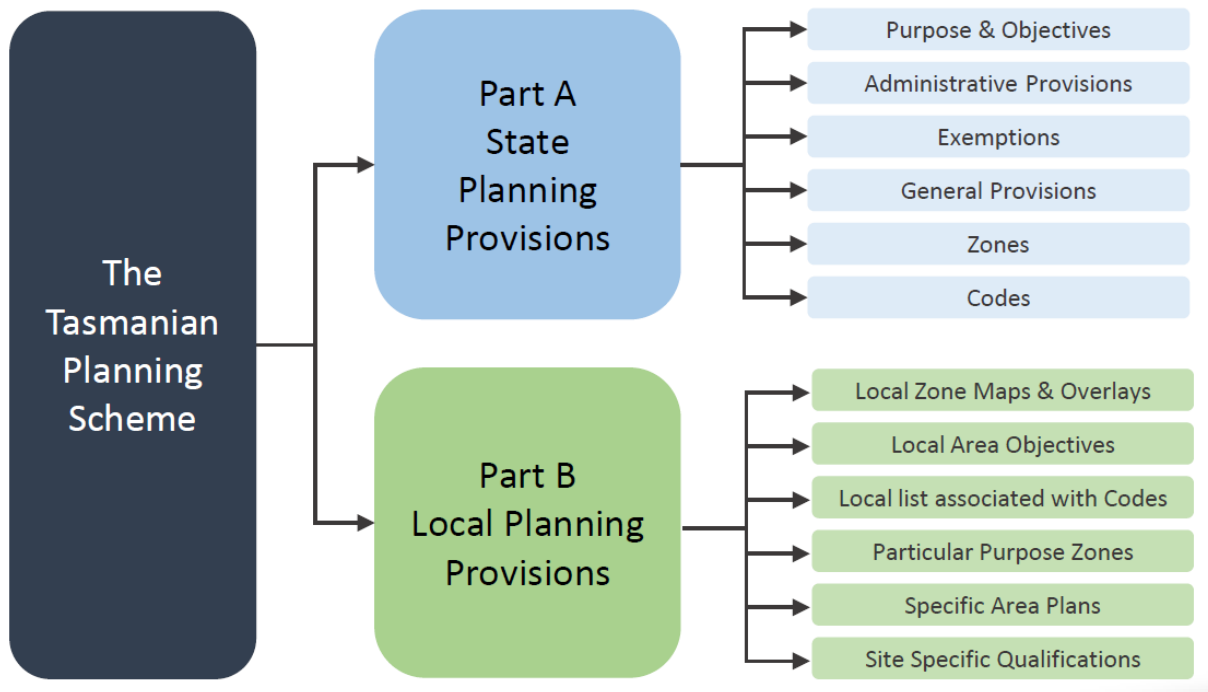 The
Tasmanian
Planning
Scheme
Part A
State
Planning
Provisions
Purpose & Objectives
Administrative Provisions
Exemptions
General Provisions
Zones
Codes
Part B
Local Planning
Provisions
Local Zone Maps & Overlays
Local Area Objectives
Local list associated with Codes
Particular Purpose Zones
Specific Area Plans
Site Specific Qualifications